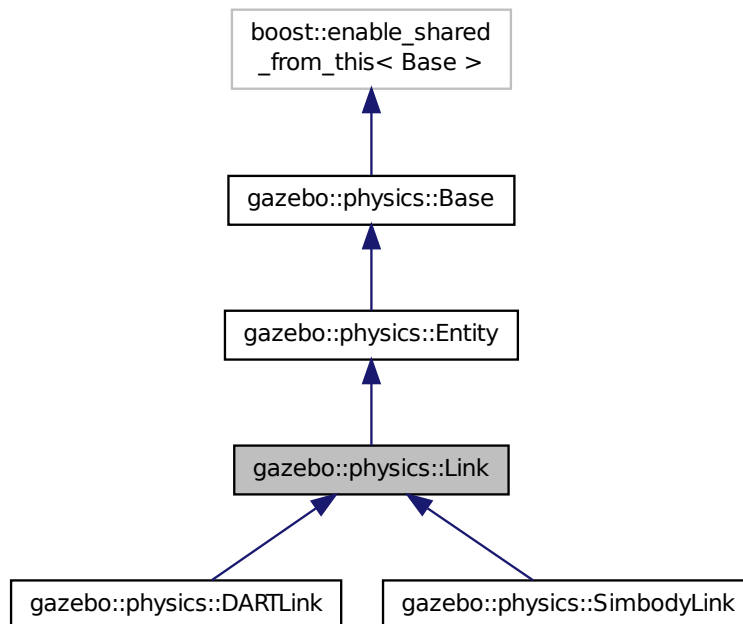 boost::enable_shared
_from_this< Base >
gazebo::physics::Base
gazebo::physics::Entity
gazebo::physics::Link
gazebo::physics::DARTLink
gazebo::physics::SimbodyLink